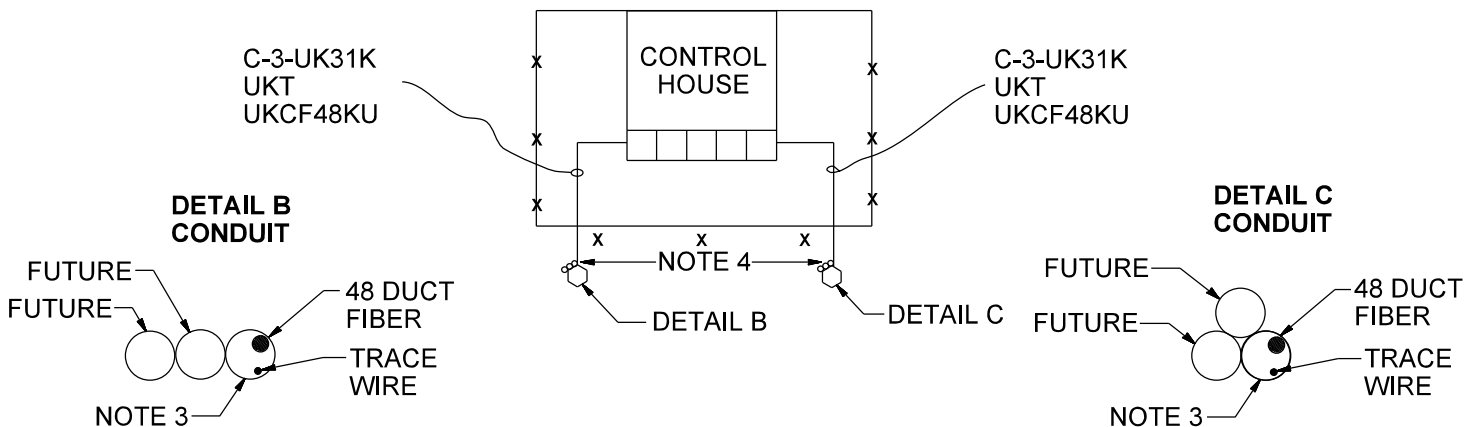 C-3-UK31K
UKT
UKCF48KU
CONTROL
HOUSE
C-3-UK31K
UKT
UKCF48KU
X
X
X
X
X
X
X
X
X
NOTE 4
DETAIL B
DETAIL C
DETAIL B
CONDUIT
FUTURE
FUTURE
48 DUCT
FIBER
TRACE
WIRE
NOTE 3
DETAIL C
CONDUIT
FUTURE
FUTURE
48 DUCT
FIBER
TRACE
WIRE
NOTE 3